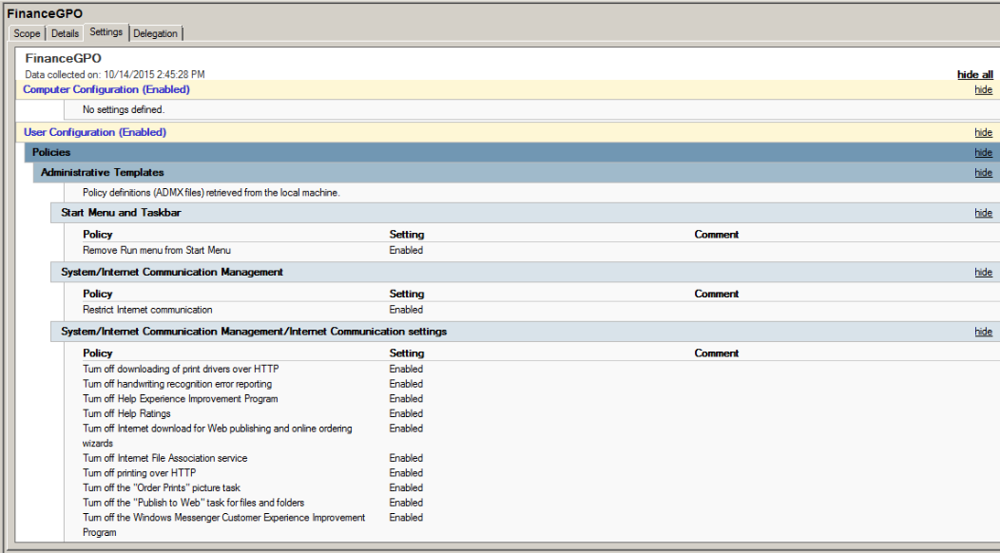 FinanceGPO
Scope Details Settings Delegation
FinanceGPO
Data collected on: 10/14/2015 2:45:28 PM hide all
Computer Configuration (Enabled) hide
No settings defined.
User Configuration (Enabled) hide
Policies hide
Administrative Templates hide
Policy definitions (ADMX files) retrieved from the local machine.
Start Menu and Taskbar hide
Policy Setting Comment
Remove Run menu from Start Menu Enabled
System/Internet Communication Management hide
Policy Setting Comment
Restrict Internet communication Enabled
System/Internet Communication Management/Internet Communication settings hide
Policy Setting Comment
Turn off downloading of print drivers over HTTP Enabled
Turn off handwriting recognition error reporting Enabled
Turn off Help Experience Improvement Program Enabled
Turn off Help Ratings Enabled
Turn off Internet download for Web publishing and online ordering Enabled
wizards
Turn off Internet File Association service Enabled
Turn off printing over HTTP Enabled
Turn off the "Order Prints" picture task Enabled
Turn off the "Publish to Web" task for files and folders Enabled
Turn off the Windows Messenger Customer Experience Improvement Enabled
Program